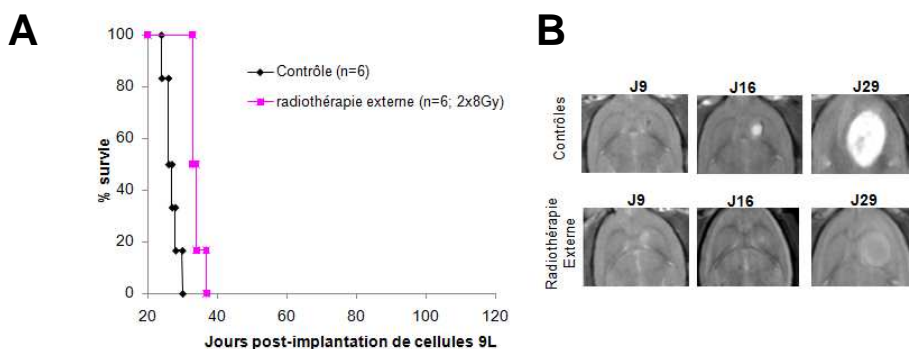 A
100
80
60
40
20
0
% survie
20 40 60 80 100 120
Jours post-implantation de cellules 9L
Contrôle (n=6)
radiothérapie externe (n=6; 2x8Gy)
B
J9 J16 J29
Contrôles
J9 J16 J29
Radiothérapie
Externe